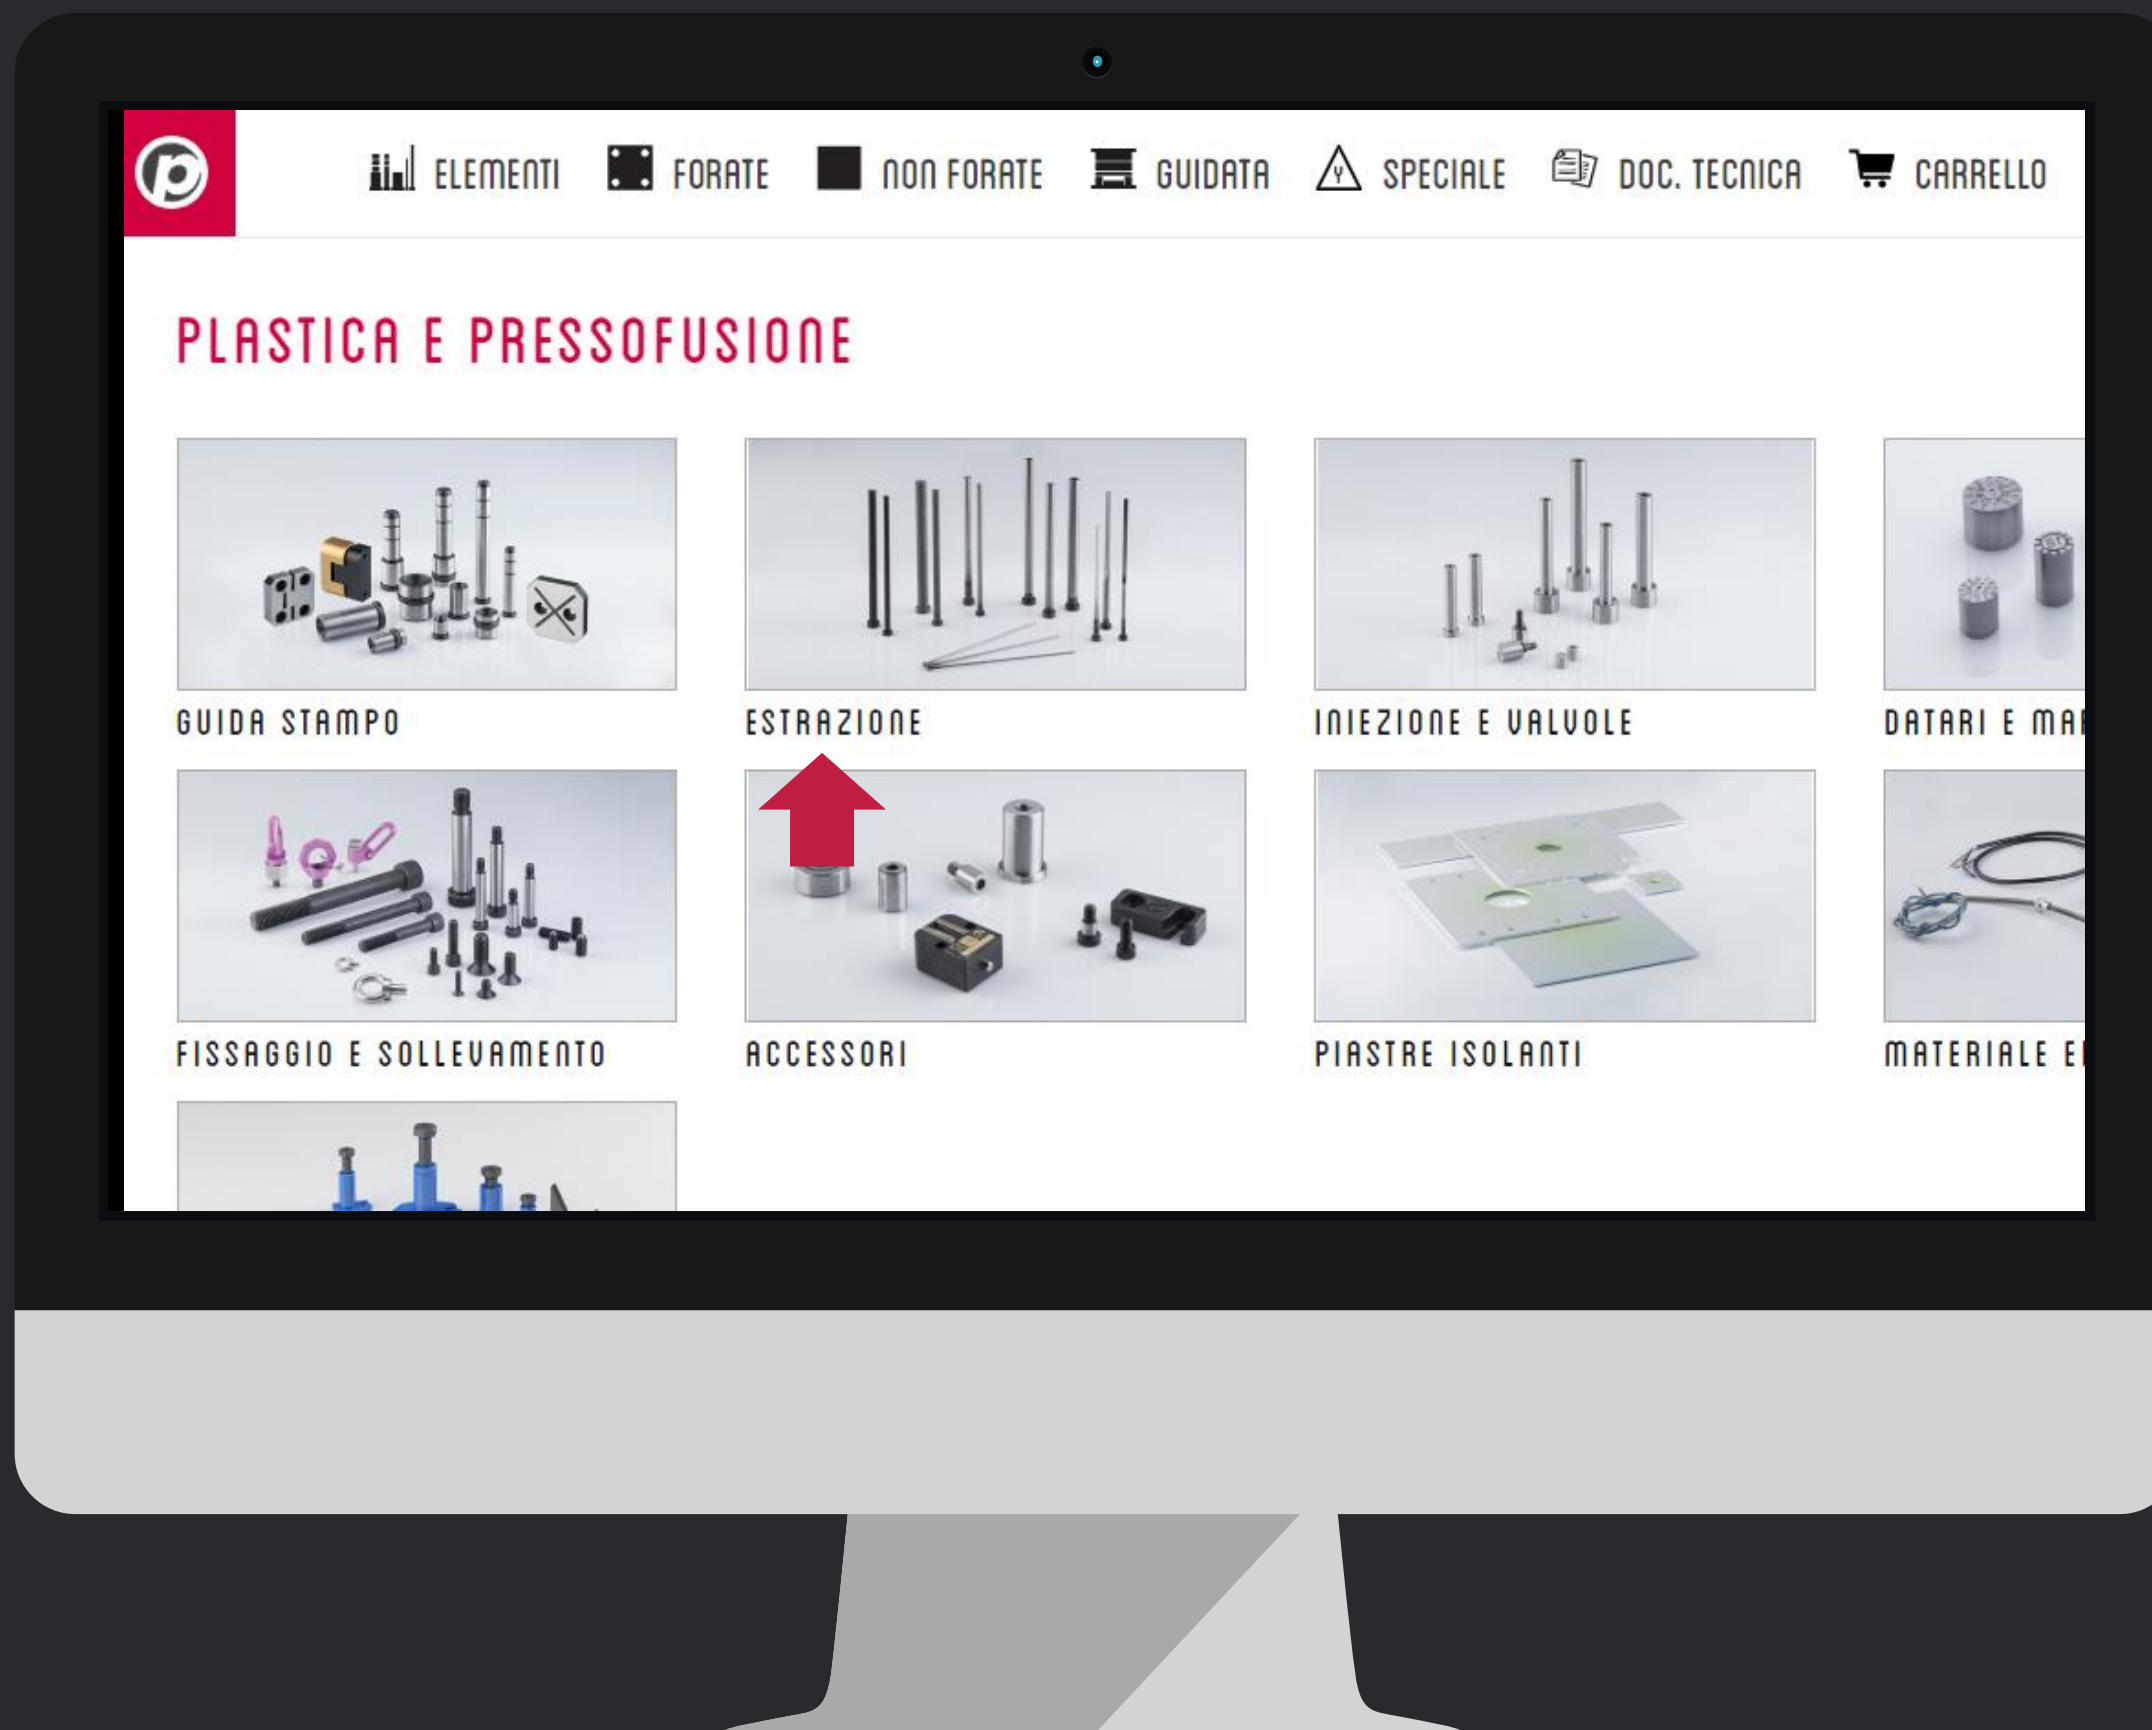 ELEMENTI
FORATE
NON FORATE
GUIDATA
SPECIALE
DOC. TECNICA
CARRELLO
PLASTICA E PRESSOFUSIONE
GUIDA STAMPO
ESTRAZIONE
INIEZIONE E VALVOLE
DATARI E
FISSAGGIO E SOLLEVAMENTO
ACCESSORI
PIASTRE ISOLANTI
MATERIALE